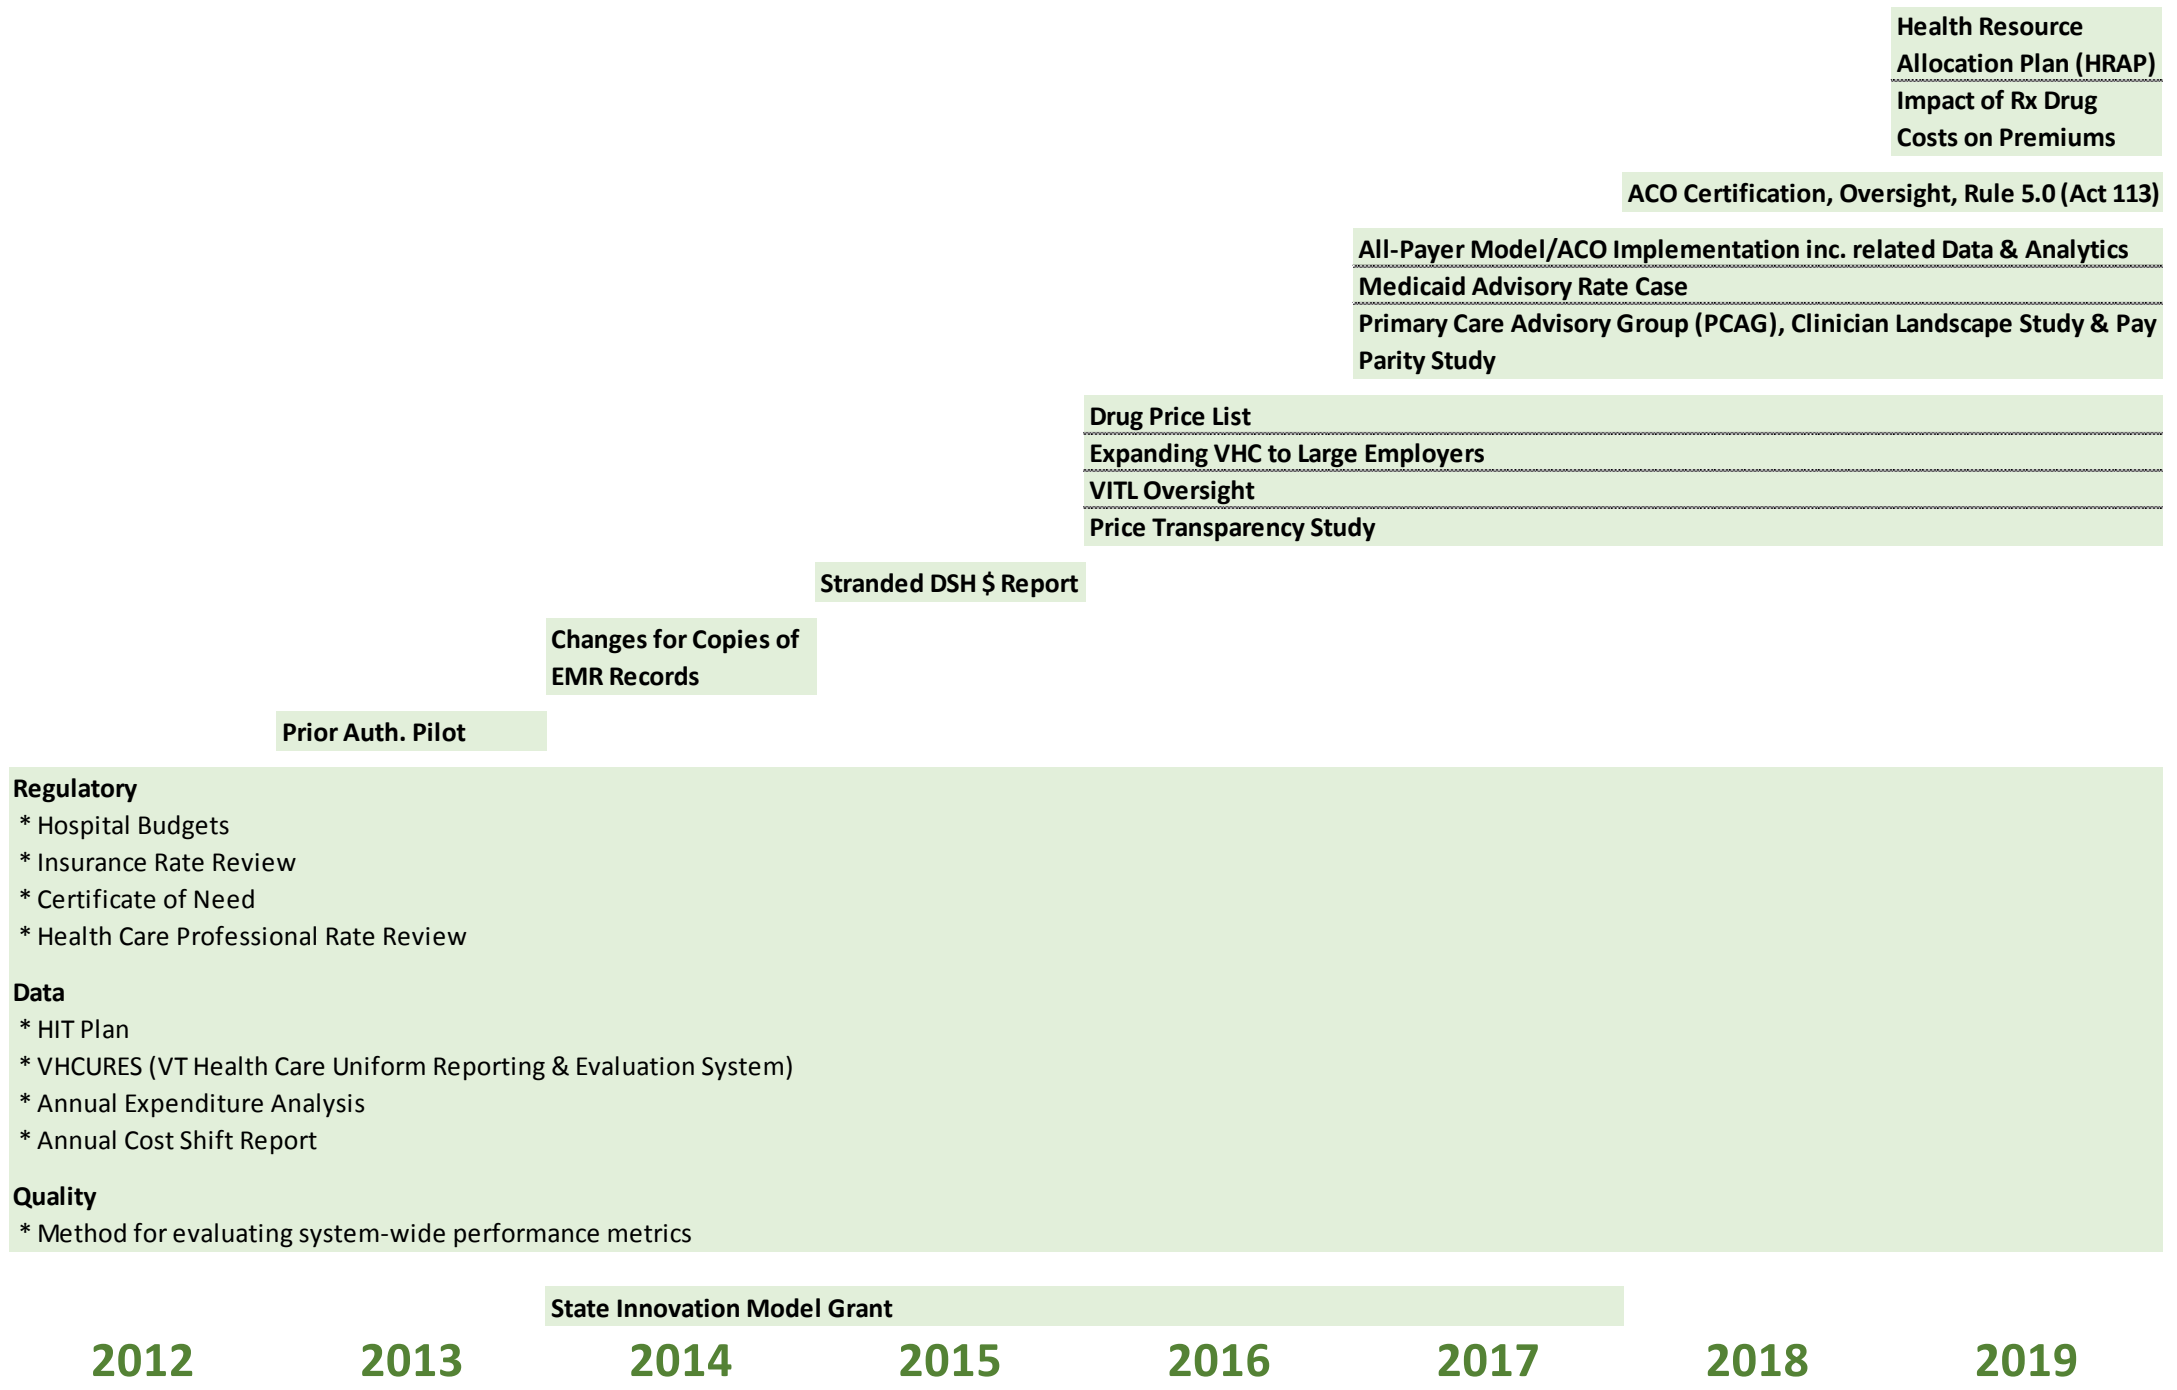 Health Resource
Allocation Plan (HRAP)
Impact of Rx Drug
Costs on Premiums
ACO Certification, Oversight, Rule 5.0 (Act 113)
All-Payer Model/ACO Implementation inc. related Data & Analytics
Medicaid Advisory Rate Case
Primary Care Advisory Group (PCAG), Clinician Landscape Study & Pay
Parity Study
Drug Price List
Expanding VHC to Large Employers
VITL Oversight
Price Transparency Study
Stranded DSH $ Report
Changes for Copies of
EMR Records
Prior Auth. Pilot
Regulatory
* Hospital Budgets
* Insurance Rate Review
* Certificate of Need
* Health Care Professional Rate Review
Data
* HIT Plan
* VHCURES (VT Health Care Uniform Reporting & Evaluation System)
* Annual Expenditure Analysis
* Annual Cost Shift Report
Quality
* Method for evaluating system-wide performance metrics
State Innovation Model Grant
2012 2013 2014 2015 2016 2017 2018 2019